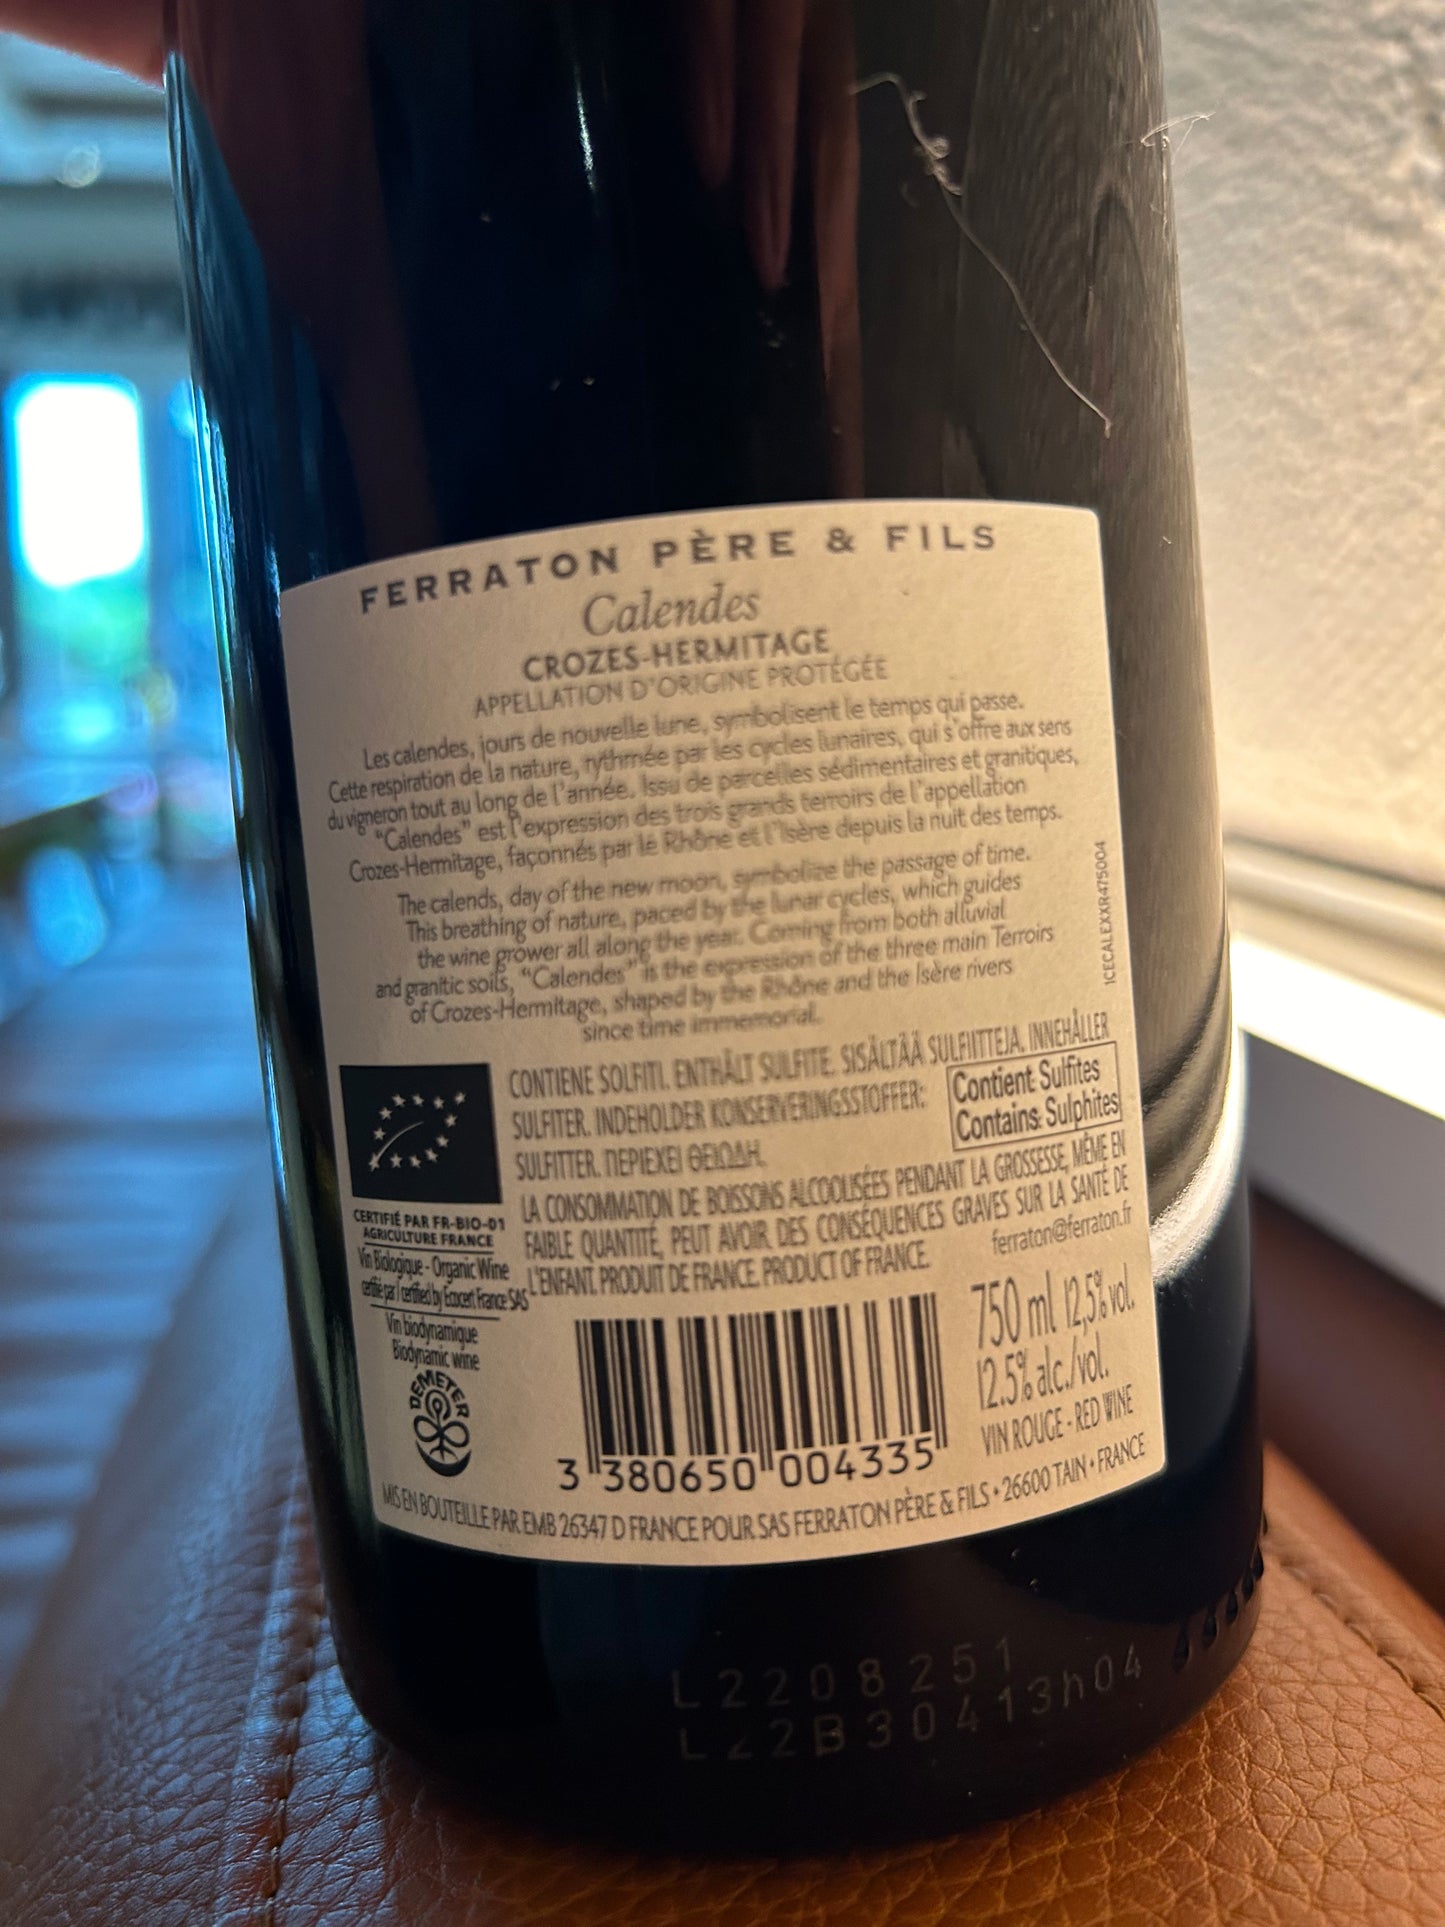 FERRATON PÈRE & FILS
Calendes
CROZES-HERMITAGE
APPELLATION D'ORIGINE PROTÉGÉE
Les calendes, jours de nouvelle lune, symbolisent le temps qui passe.
Cette respiration de la nature, rythmée par les cycles lunaires, qui s'offre aux sens
du vigneron tout au long de l'année. Issu de parcelles sédimentaires et granitiques,
"Calendes" est l'expression des trois grands terroirs de l'appellation
Crozes-Hermitage, façonnés par le Rhône et l'Isère depuis la nuit des temps.
The calends, day of the new moon, symbolize the passage of time.
This breathing of nature, paced by the lunar cycles, which guides
the wine grower all along the year. Coming from both alluvial
and granitic soils, "Calendes" is the expression of the three main Terroirs
of Crozes-Hermitage, shaped by the Rhône and the Isère rivers
since time immemorial.
ICECALEXXR475004
CONTIENE SOLFITI. ENTHÄLT SULFITE. SISÄLTÄÄ SULFIITTEJA. INNEHÅLLER
SULFITER. INDEHOLDER KONSERVERINGSSTOFFER:
SULFITTER. ΠΕΡΙΕΧΕΙ ΘΕΙΩΔΗ.
Contient: Sulfites
Contains: Sulphites
LA CONSOMMATION DE BOISSONS ALCOOLISÉES PENDANT LA GROSSESSE, MÊME EN
FAIBLE QUANTITÉ, PEUT AVOIR DES CONSÉQUENCES GRAVES SUR LA SANTÉ DE
L'ENFANT. PRODUIT DE FRANCE. PRODUCT OF FRANCE.
ferraton@ferraton.fr
CERTIFIÉ PAR FR-BIO-01
AGRICULTURE FRANCE
Vin Biologique - Organic Wine
certifié par / certified by Ecocert France SAS
Vin biodynamique
Biodynamic wine
DEMETER
3 380650 004335
750 ml 12,5% vol.
12.5% alc./vol.
VIN ROUGE - RED WINE
MIS EN BOUTEILLE PAR EMB 26347 D FRANCE POUR SAS FERRATON PÈRE & FILS • 26600 TAIN • FRANCE
L2208251
L22B30413h04